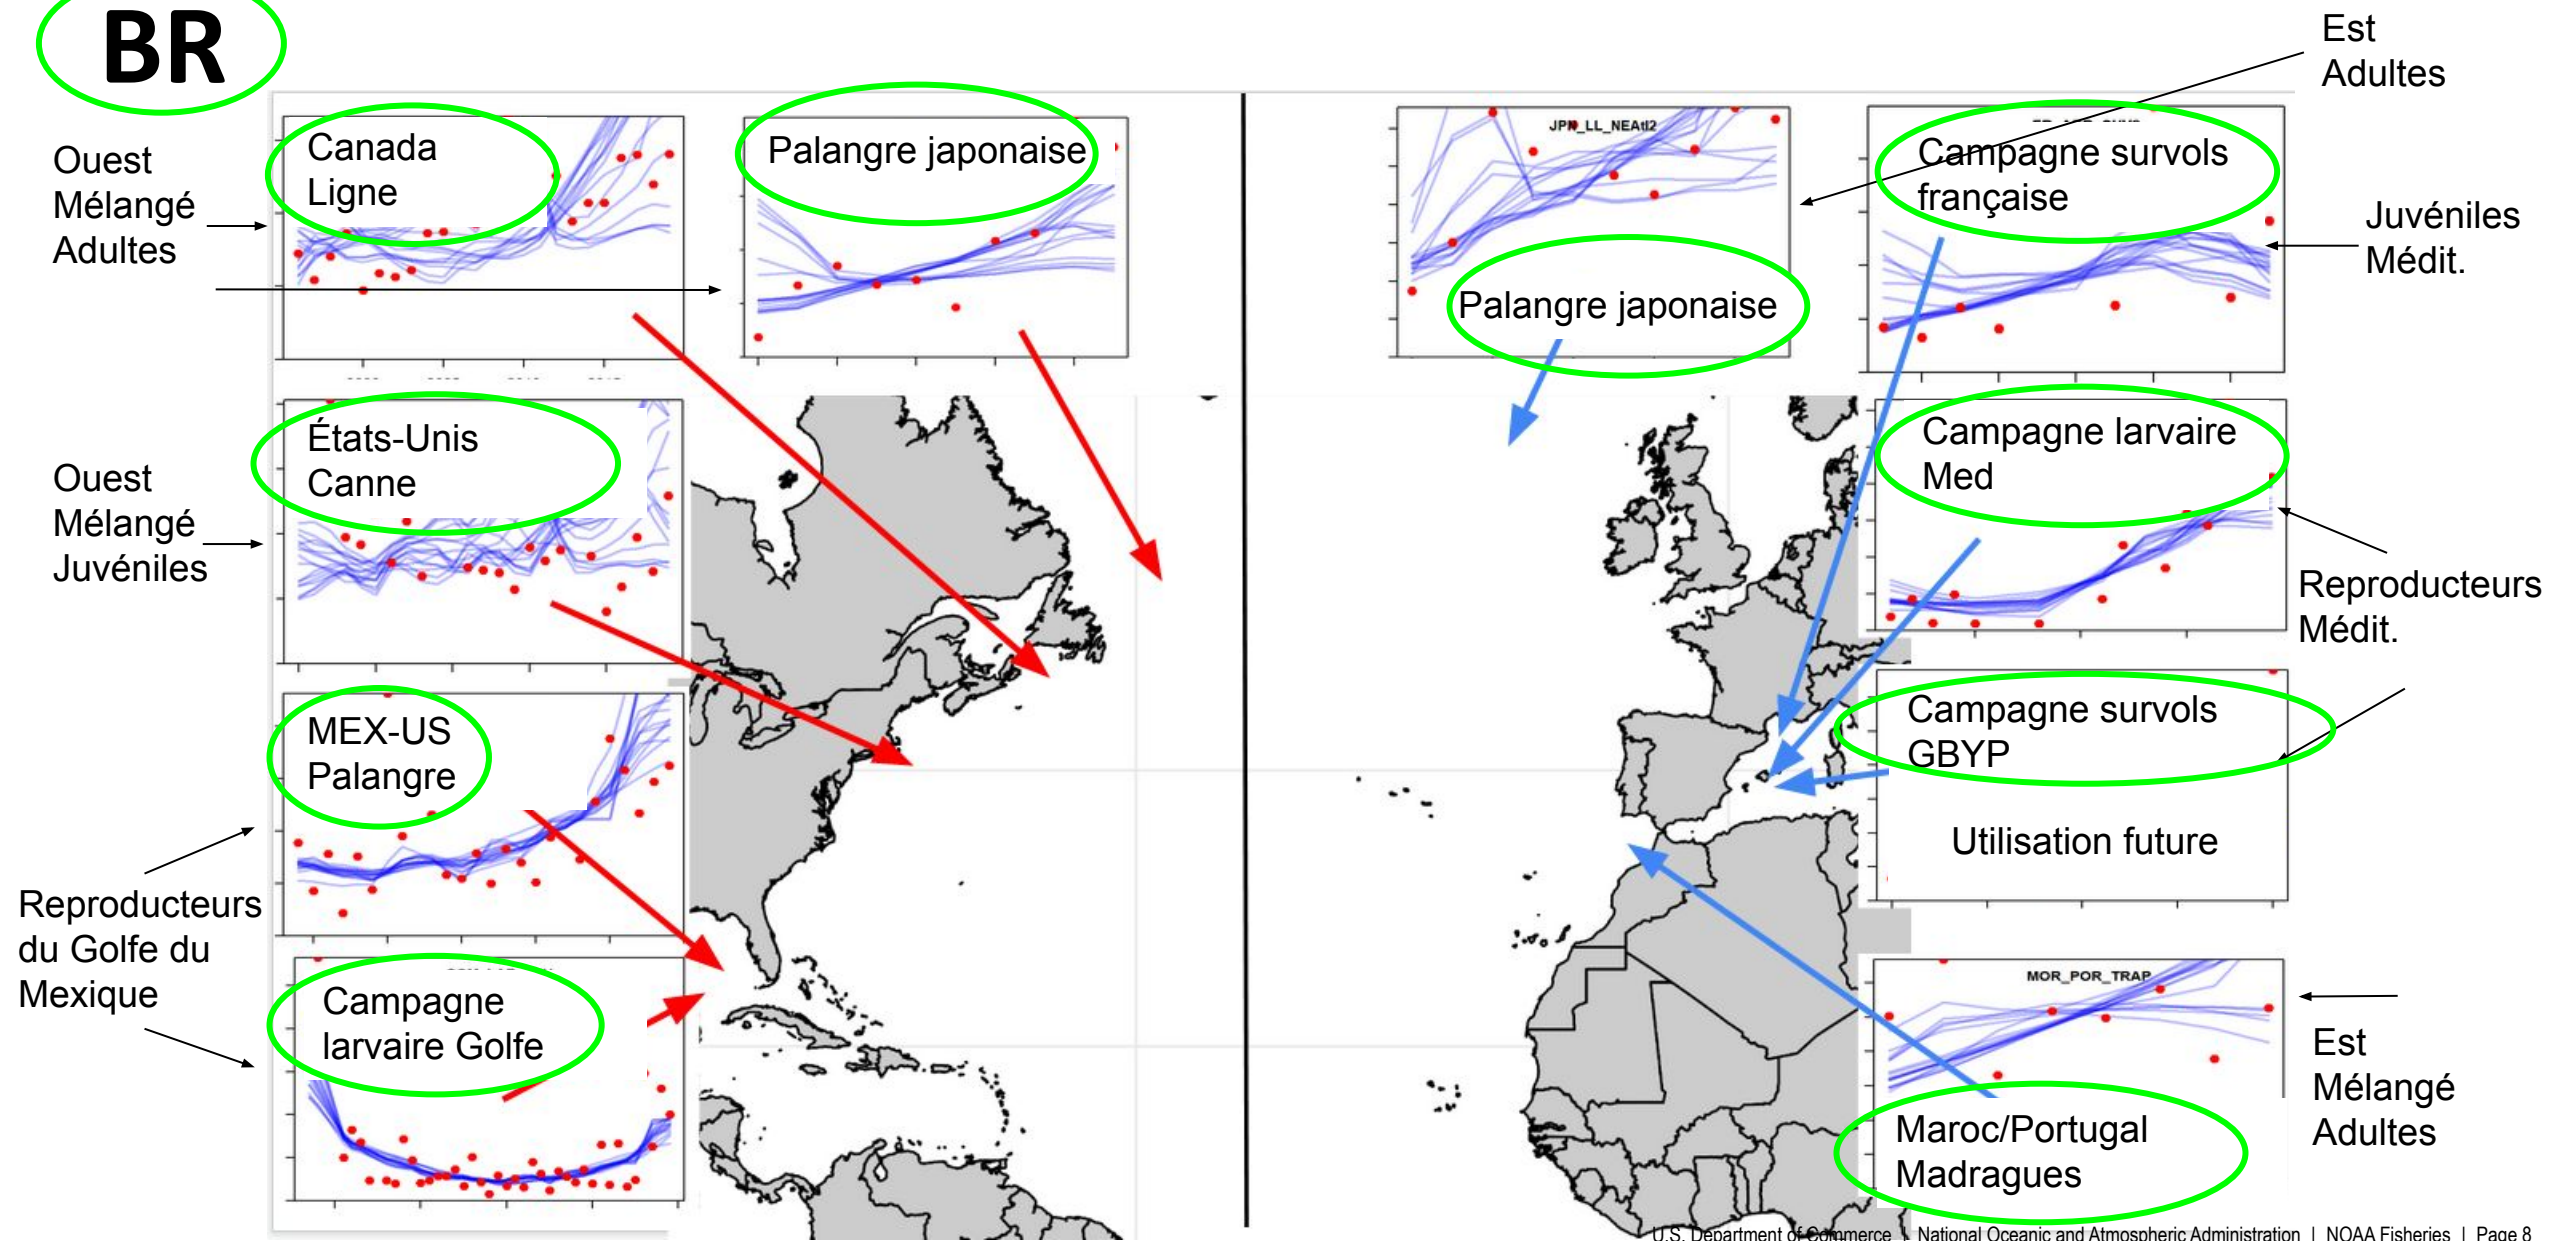 BR
Est
Adultes
Canada
Ligne
Palangre japonaise
JPN_LL_NEAtl2
Campagne survols
française
Ouest
Mélangé
Adultes
Juvéniles
Médit.
Palangre japonaise
États-Unis
Canne
Campagne larvaire
Med
Ouest
Mélangé
Juvéniles
Reproducteurs
Médit.
MEX-US
Palangre
Campagne survols
GBYP
Utilisation future
Reproducteurs
du Golfe du
Mexique
Campagne
larvaire Golfe
MOR_POR_TRAP
Est
Mélangé
Adultes
Maroc/Portugal
Madragues
U.S. Department of Commerce | National Oceanic and Atmospheric Administration | NOAA Fisheries | Page 8